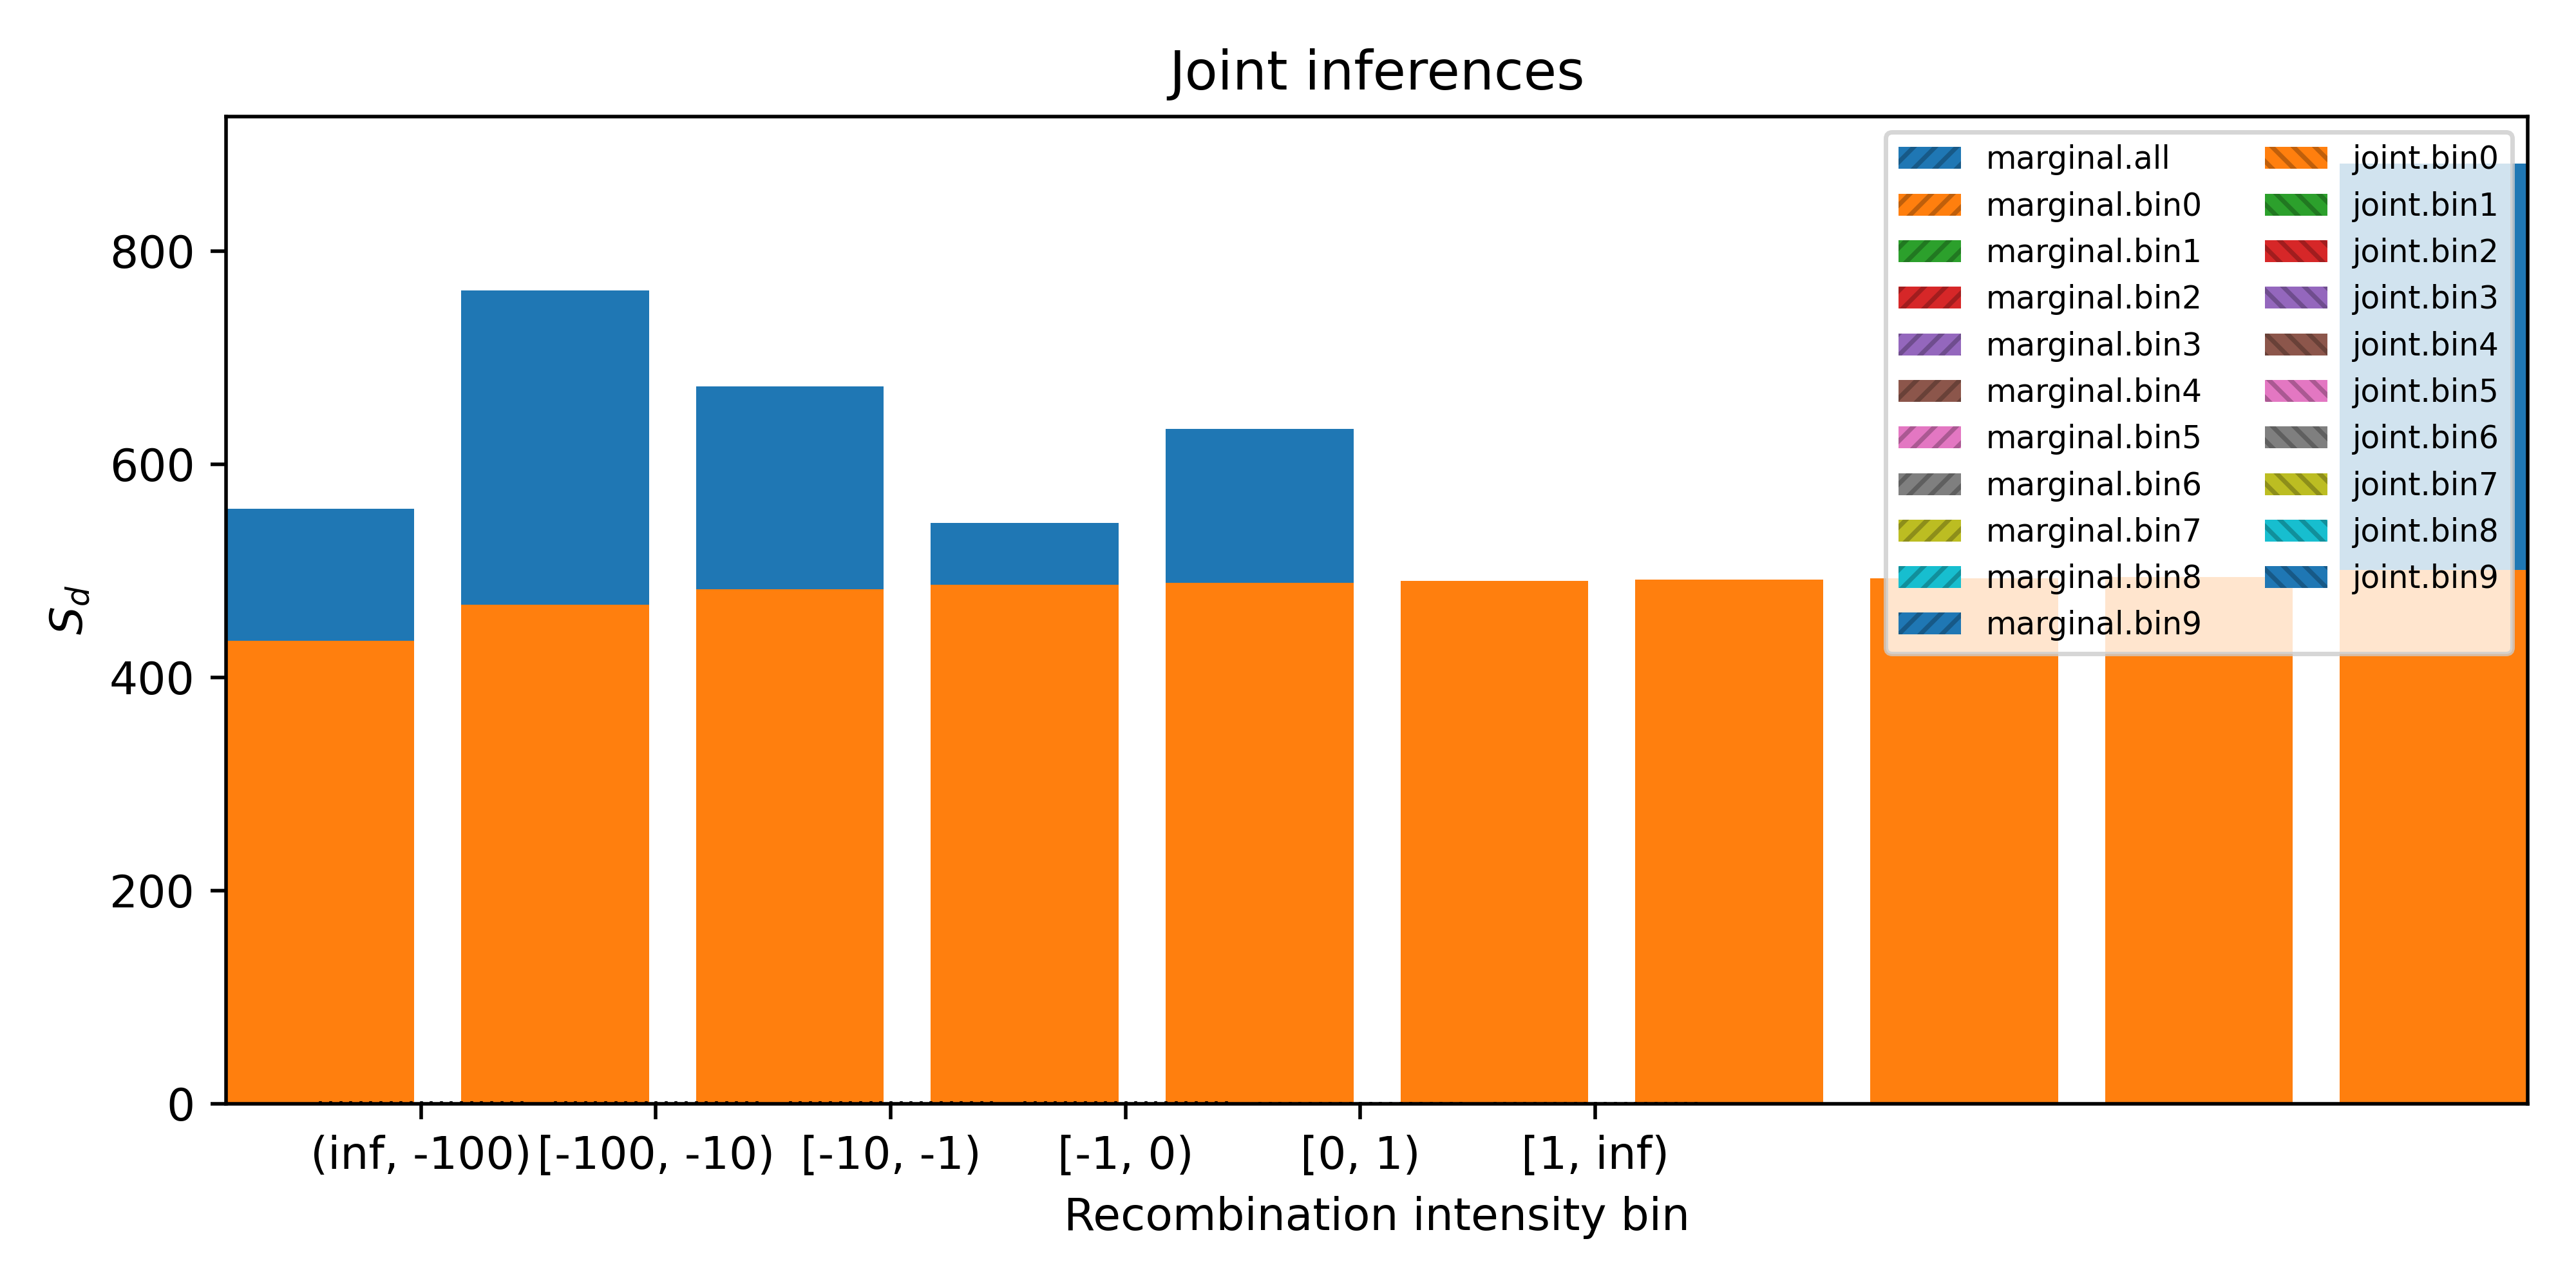 Joint inferences
800
600
400
200
0
S_d
(inf, -100) [-100, -10) [-10, -1) [-1, 0) [0, 1) [1, inf)
Recombination intensity bin
marginal.all
marginal.bin0
marginal.bin1
marginal.bin2
marginal.bin3
marginal.bin4
marginal.bin5
marginal.bin6
marginal.bin7
marginal.bin8
marginal.bin9
joint.bin0
joint.bin1
joint.bin2
joint.bin3
joint.bin4
joint.bin5
joint.bin6
joint.bin7
joint.bin8
joint.bin9